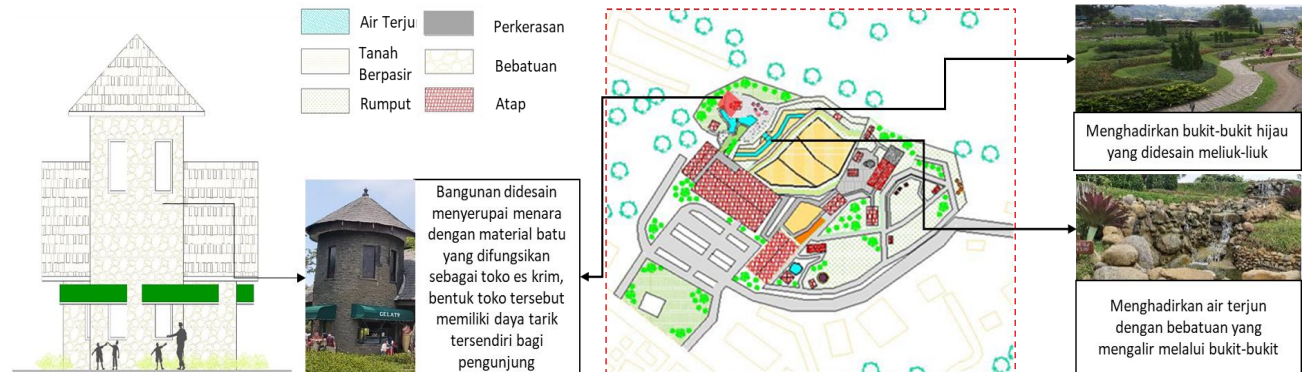 Air Terju
Perkerasan
Tanah
Berpasir
Bebatuan
Rumput
Atap
Bangunan didesain
menyerupai menara
dengan material batu
yang difungsikan
sebagai toko es krim,
bentuk toko tersebut
memiliki daya tarik
tersendiri bagi
pengunjung
GELATO
Menghadirkan bukit-bukit hijau
yang didesain meliuk-liuk
Menghadirkan air terjun
dengan bebatuan yang
mengalir melalui bukit-bukit